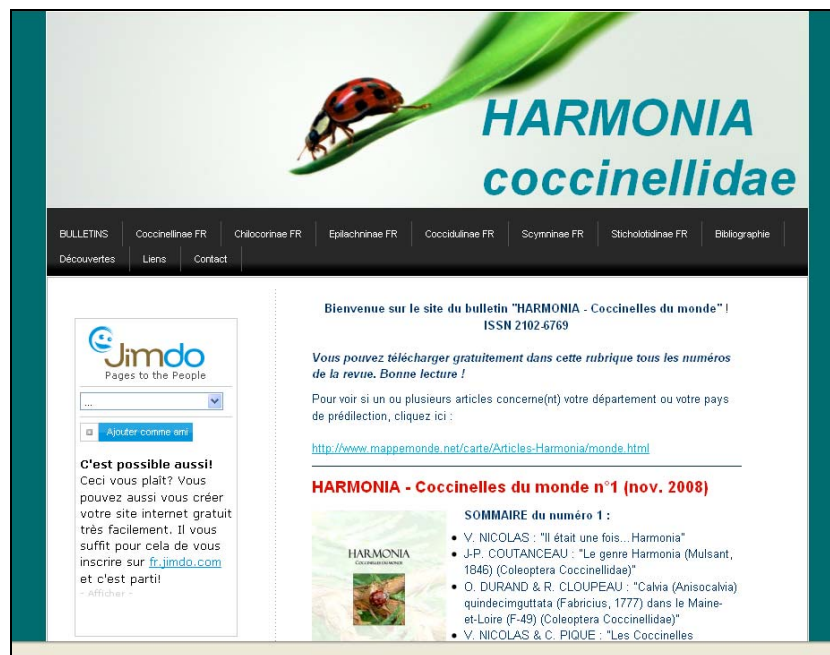 HARMONIA
coccinellidae
BULLETINS Coccinellinae FR Chilocorinae FR Epilachninae FR Coccidulinae FR Scymninae FR Sticholotidinae FR Bibliographie
Découvertes Liens Contact
Jimdo
Pages to the People
...
Ajouter comme ami
C'est possible aussi!
Ceci vous plaît? Vous
pouvez aussi vous créer
votre site internet gratuit
très facilement. Il vous
suffit pour cela de vous
inscrire sur fr.jimdo.com
et c'est parti!
- Afficher -
Bienvenue sur le site du bulletin "HARMONIA - Coccinelles du monde" !
ISSN 2102-6769
Vous pouvez télécharger gratuitement dans cette rubrique tous les numéros
de la revue. Bonne lecture !
Pour voir si un ou plusieurs articles concerne(nt) votre département ou votre pays
de prédilection, cliquez ici :
http://www.mappemonde.net/carte/Articles-Harmonia/monde.html
HARMONIA - Coccinelles du monde n°1 (nov. 2008)
HARMONIA
COCCINELLES DU MONDE
SOMMAIRE du numéro 1 :
• V. NICOLAS : "Il était une fois... Harmonia"
• J-P. COUTANCEAU : "Le genre Harmonia (Mulsant,
1846) (Coleoptera Coccinellidae)"
• O. DURAND & R. CLOUPEAU : "Calvia (Anisocalvia)
quindecimguttata (Fabricius, 1777) dans le Maine-
et-Loire (F-49) (Coleoptera Coccinellidae)"
• V. NICOLAS & C. PIQUE : "Les Coccinelles